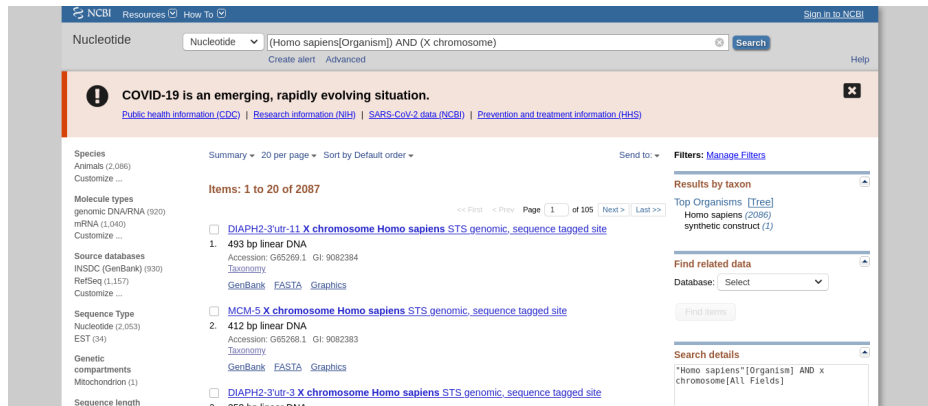 NCBI Resources How To Sign in to NCBI
Nucleotide Nucleotide (Homo sapiens[Organism]) AND (X chromosome) Search
Create alert Advanced Help
COVID-19 is an emerging, rapidly evolving situation.
Public health information (CDC) | Research information (NIH) | SARS-CoV-2 data (NCBI) | Prevention and treatment information (HHS)
Species
Animals (2,086)
Customize ...
Molecule types
genomic DNA/RNA (920)
mRNA (1,040)
Customize ...
Source databases
INSDC (GenBank) (930)
RefSeq (1,157)
Customize ...
Sequence Type
Nucleotide (2,053)
EST (34)
Genetic
compartments
Mitochondrion (1)
Sequence length
Summary 20 per page Sort by Default order Send to:
Items: 1 to 20 of 2087
<< First < Prev Page 1 of 105 Next > Last >>
DIAPH2-3'utr-11 X chromosome Homo sapiens STS genomic, sequence tagged site
1. 493 bp linear DNA
Accession: G65269.1 GI: 9082384
Taxonomy
GenBank FASTA Graphics
MCM-5 X chromosome Homo sapiens STS genomic, sequence tagged site
2. 412 bp linear DNA
Accession: G65268.1 GI: 9082383
Taxonomy
GenBank FASTA Graphics
DIAPH2-3'utr-3 X chromosome Homo sapiens STS genomic, sequence tagged site
Filters: Manage Filters
Results by taxon
Top Organisms [Tree]
Homo sapiens (2086)
synthetic construct (1)
Find related data
Database: Select
Find items
Search details
"Homo sapiens"[Organism] AND x
chromosome[All Fields]